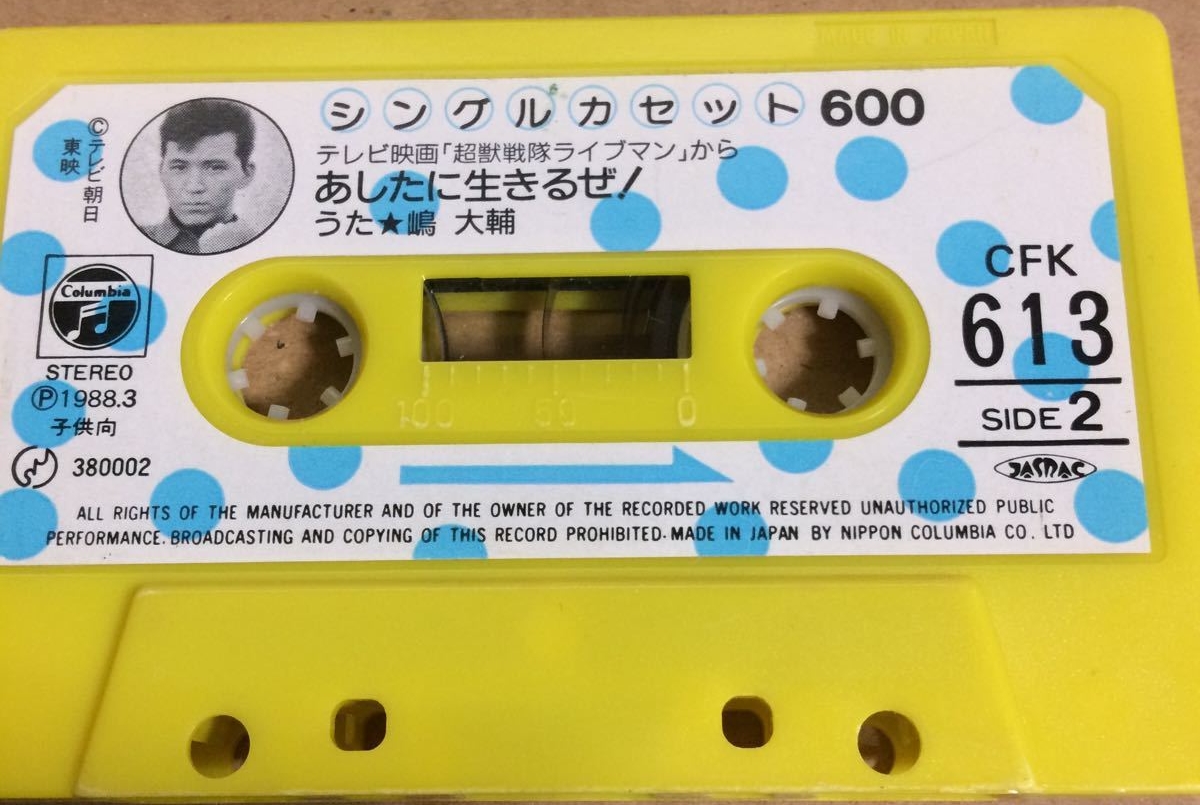 シングルカセット 600
テレビ映画「超獣戦隊ライブマン」から
あしたに生きるぜ!
うた★嶋 大輔
©テレビ朝日
東映
Columbia
STEREO
Ⓟ1988.3
子供向
380002
CFK
613
SIDE 2
JASRAC
100 50 0
ALL RIGHTS OF THE MANUFACTURER AND OF THE OWNER OF THE RECORDED WORK RESERVED UNAUTHORIZED PUBLIC
PERFORMANCE. BROADCASTING AND COPYING OF THIS RECORD PROHIBITED. MADE IN JAPAN BY NIPPON COLUMBIA CO. LTD